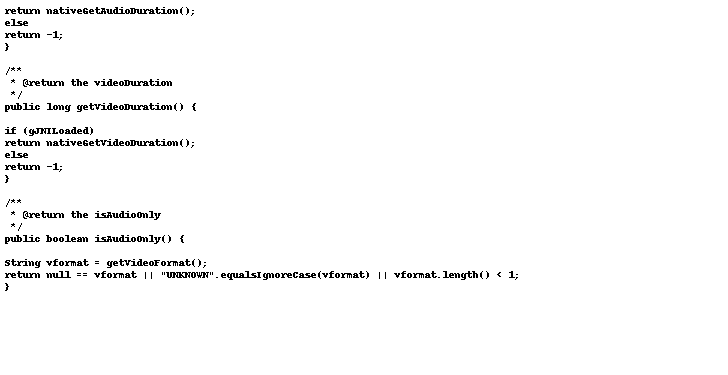 return nativeGetAudioDuration();
else
return -1;
}
/**
 * @return the videoDuration
 */
public long getVideoDuration() {
if (gJNILoaded)
return nativeGetVideoDuration();
else
return -1;
}
/**
 * @return the isAudioOnly
 */
public boolean isAudioOnly() {
String vformat = getVideoFormat();
return null == vformat || "UNKNOWN".equalsIgnoreCase(vformat) || vformat.length() < 1;
}